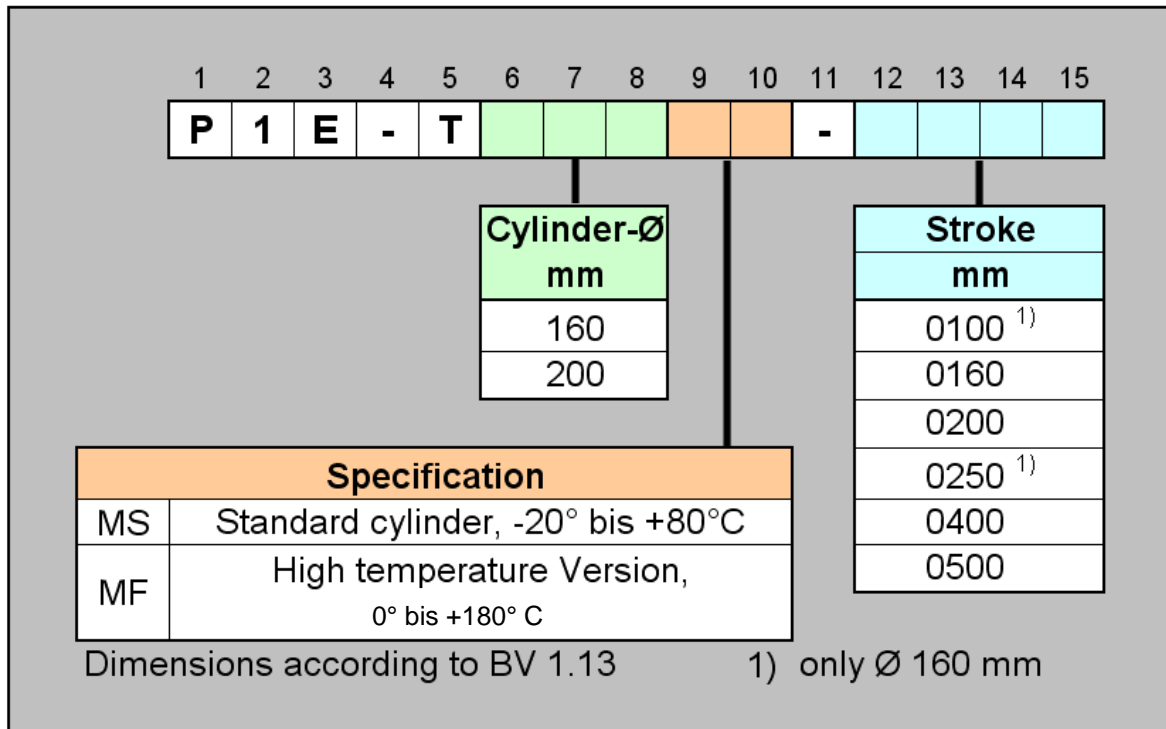 1 2 3 4 5 6 7 8 9 10 11 12 13 14 15
P 1 E - T -
Cylinder-Ø
mm
160
200
Stroke
mm
0100 1)
0160
0200
0250 1)
0400
0500
Specification
MS Standard cylinder, -20° bis +80°C
MF High temperature Version,
0° bis +180° C
Dimensions according to BV 1.13 1) only Ø 160 mm